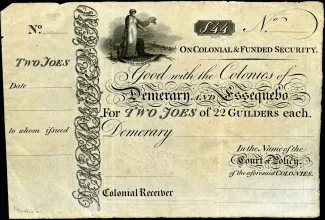 No.
ƒ44
No.
ON COLONIAL & FUNDED SECURITY.
TWO JOES
Date
to whom issued
Good with the Colonies of
Demerary, AND Essequebo
For TWO JOES of 22 GUILDERS each.
Demerary
In the Name of the
Court of Policy,
of the aforesaid COLONIES.
Colonial Receiver